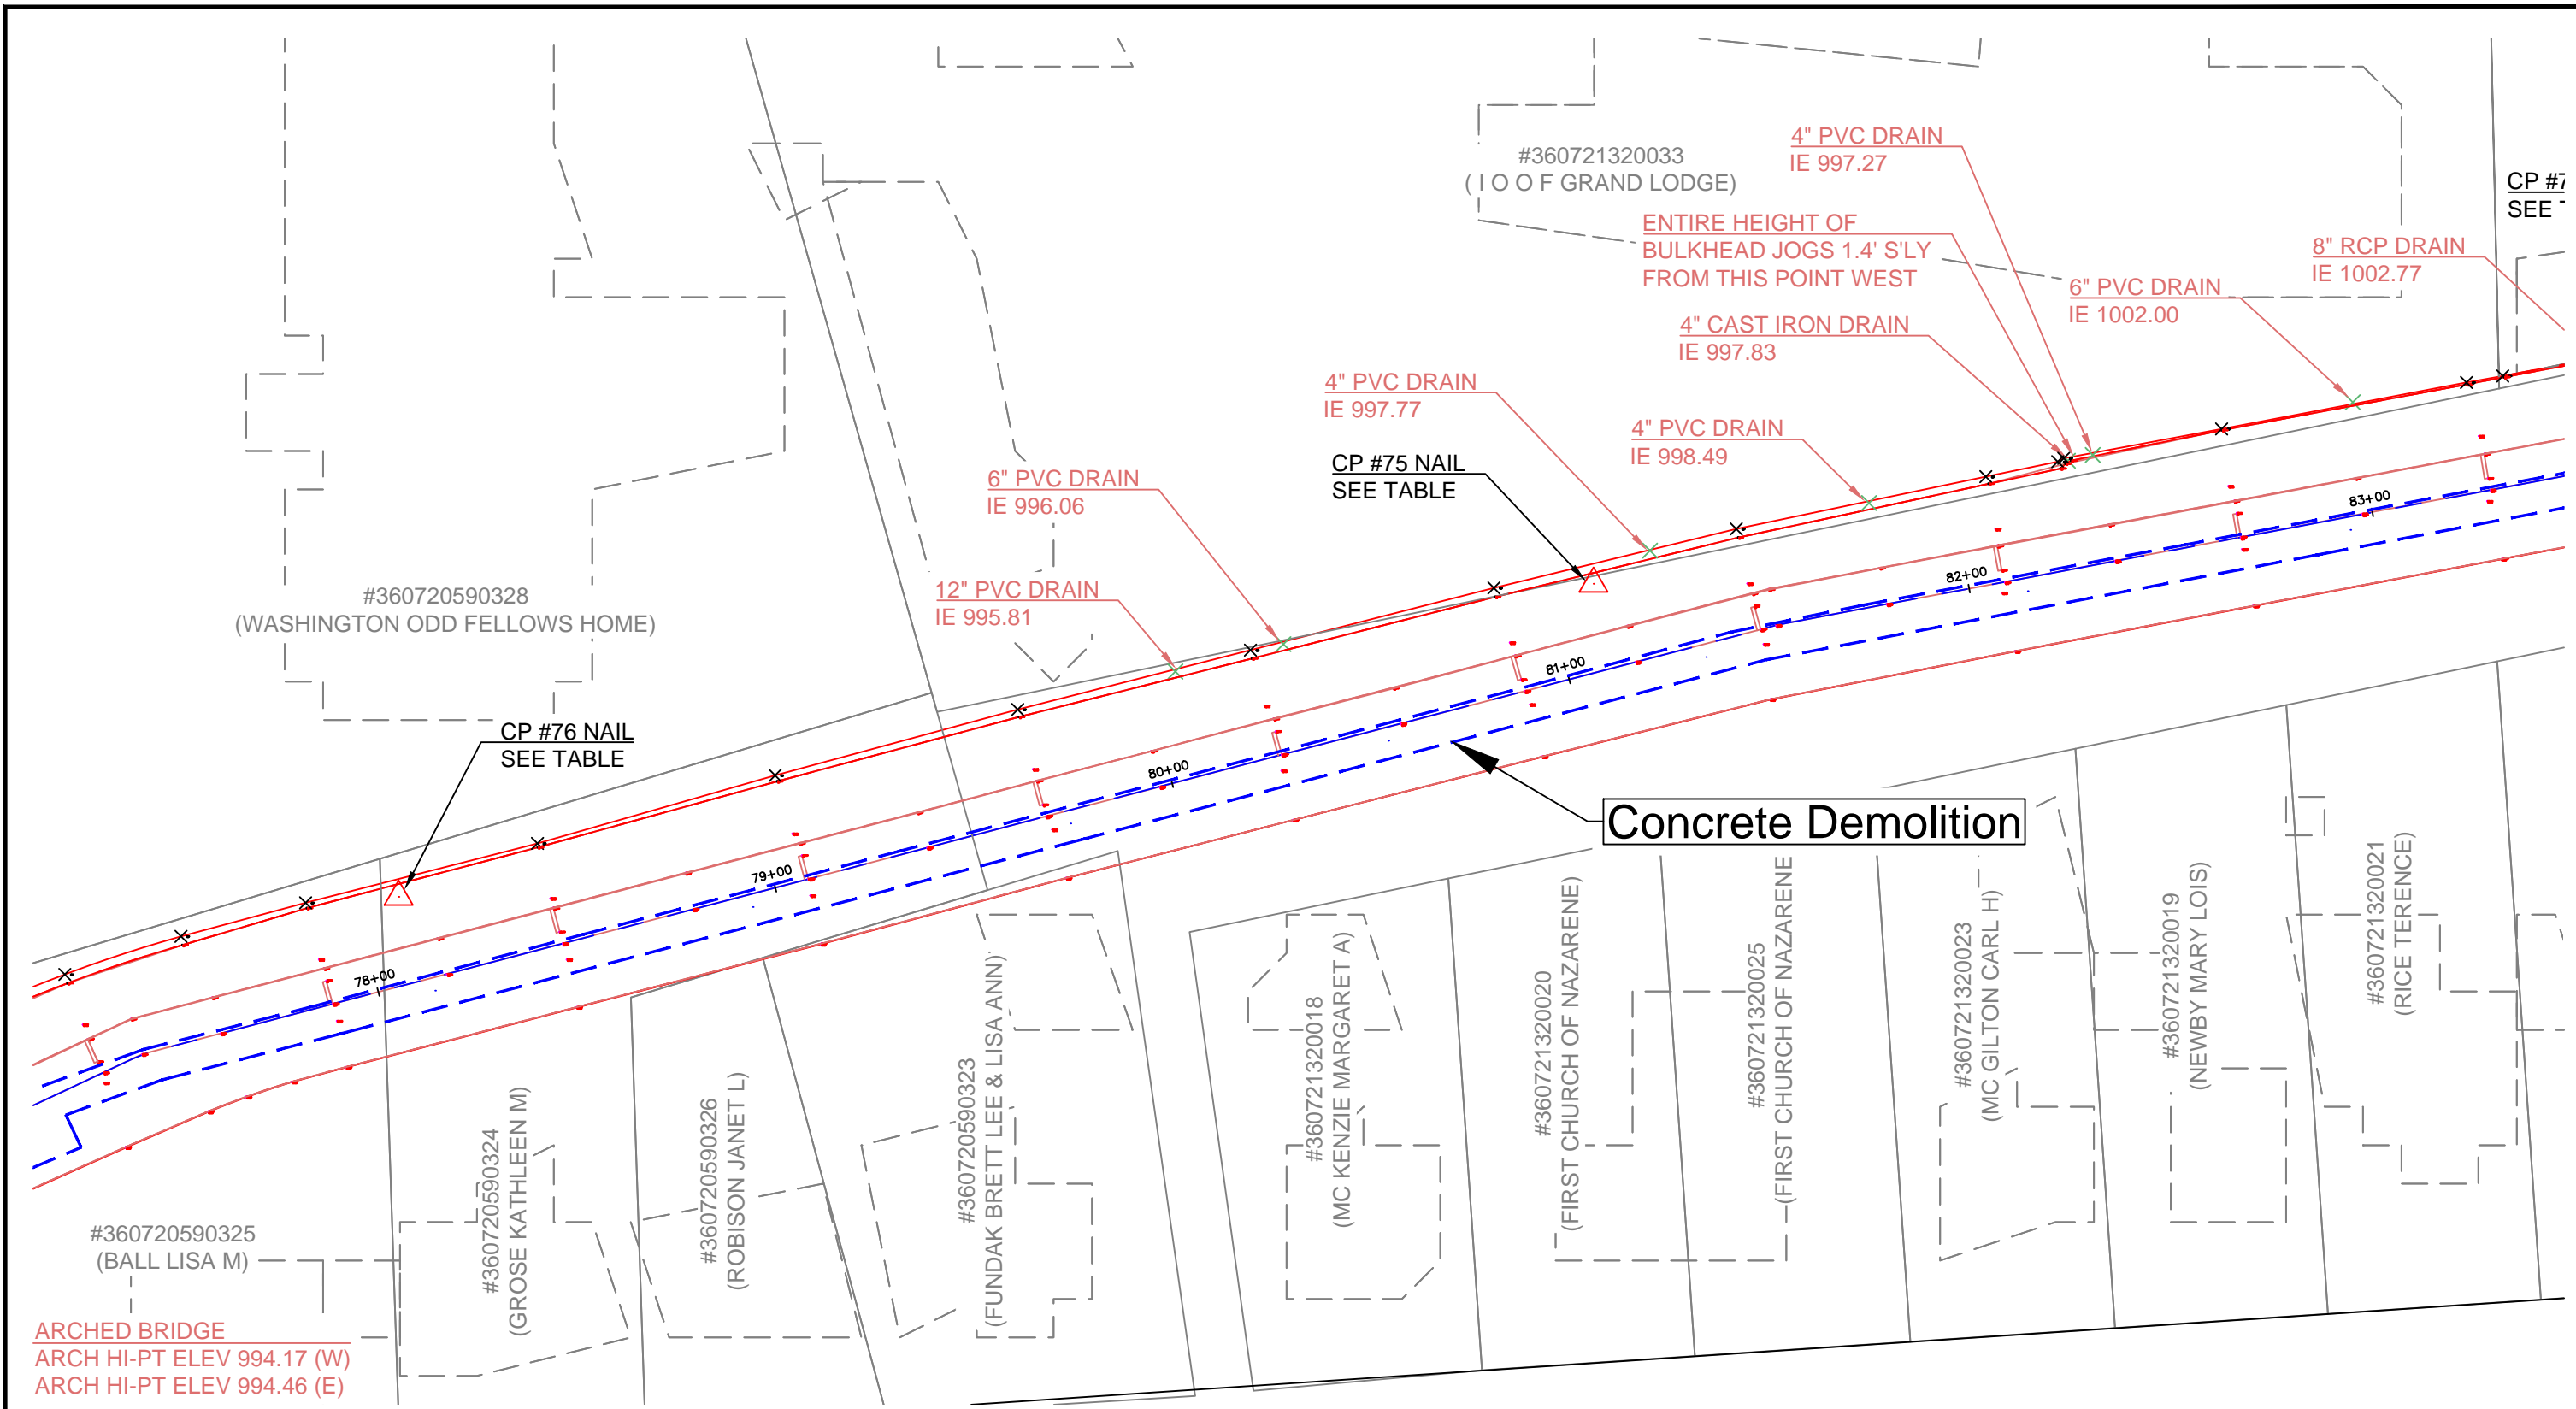 #360721320033
( I O O F GRAND LODGE)
4" PVC DRAIN
IE 997.27
CP #7
SEE T
ENTIRE HEIGHT OF
BULKHEAD JOGS 1.4' S'LY
FROM THIS POINT WEST
8" RCP DRAIN
IE 1002.77
6" PVC DRAIN
IE 1002.00
4" CAST IRON DRAIN
IE 997.83
4" PVC DRAIN
IE 997.77
4" PVC DRAIN
IE 998.49
CP #75 NAIL
SEE TABLE
6" PVC DRAIN
IE 996.06
12" PVC DRAIN
IE 995.81
#360720590328
(WASHINGTON ODD FELLOWS HOME)
CP #76 NAIL
SEE TABLE
78+00
79+00
80+00
81+00
82+00
83+00
Concrete Demolition
#360720590325
(BALL LISA M)
#360720590324
(GROSE KATHLEEN M)
#360720590326
(ROBISON JANET L)
#360720590323
(FUNDAK BRETT LEE & LISA ANN)
#360721320018
(MC KENZIE MARGARET A)
#360721320020
(FIRST CHURCH OF NAZARENE)
#360721320025
(FIRST CHURCH OF NAZARENE
#360721320023
(MC GILTON CARL H)
#360721320019
(NEWBY MARY LOIS)
#360721320021
(RICE TERENCE)
ARCHED BRIDGE
ARCH HI-PT ELEV 994.17 (W)
ARCH HI-PT ELEV 994.46 (E)